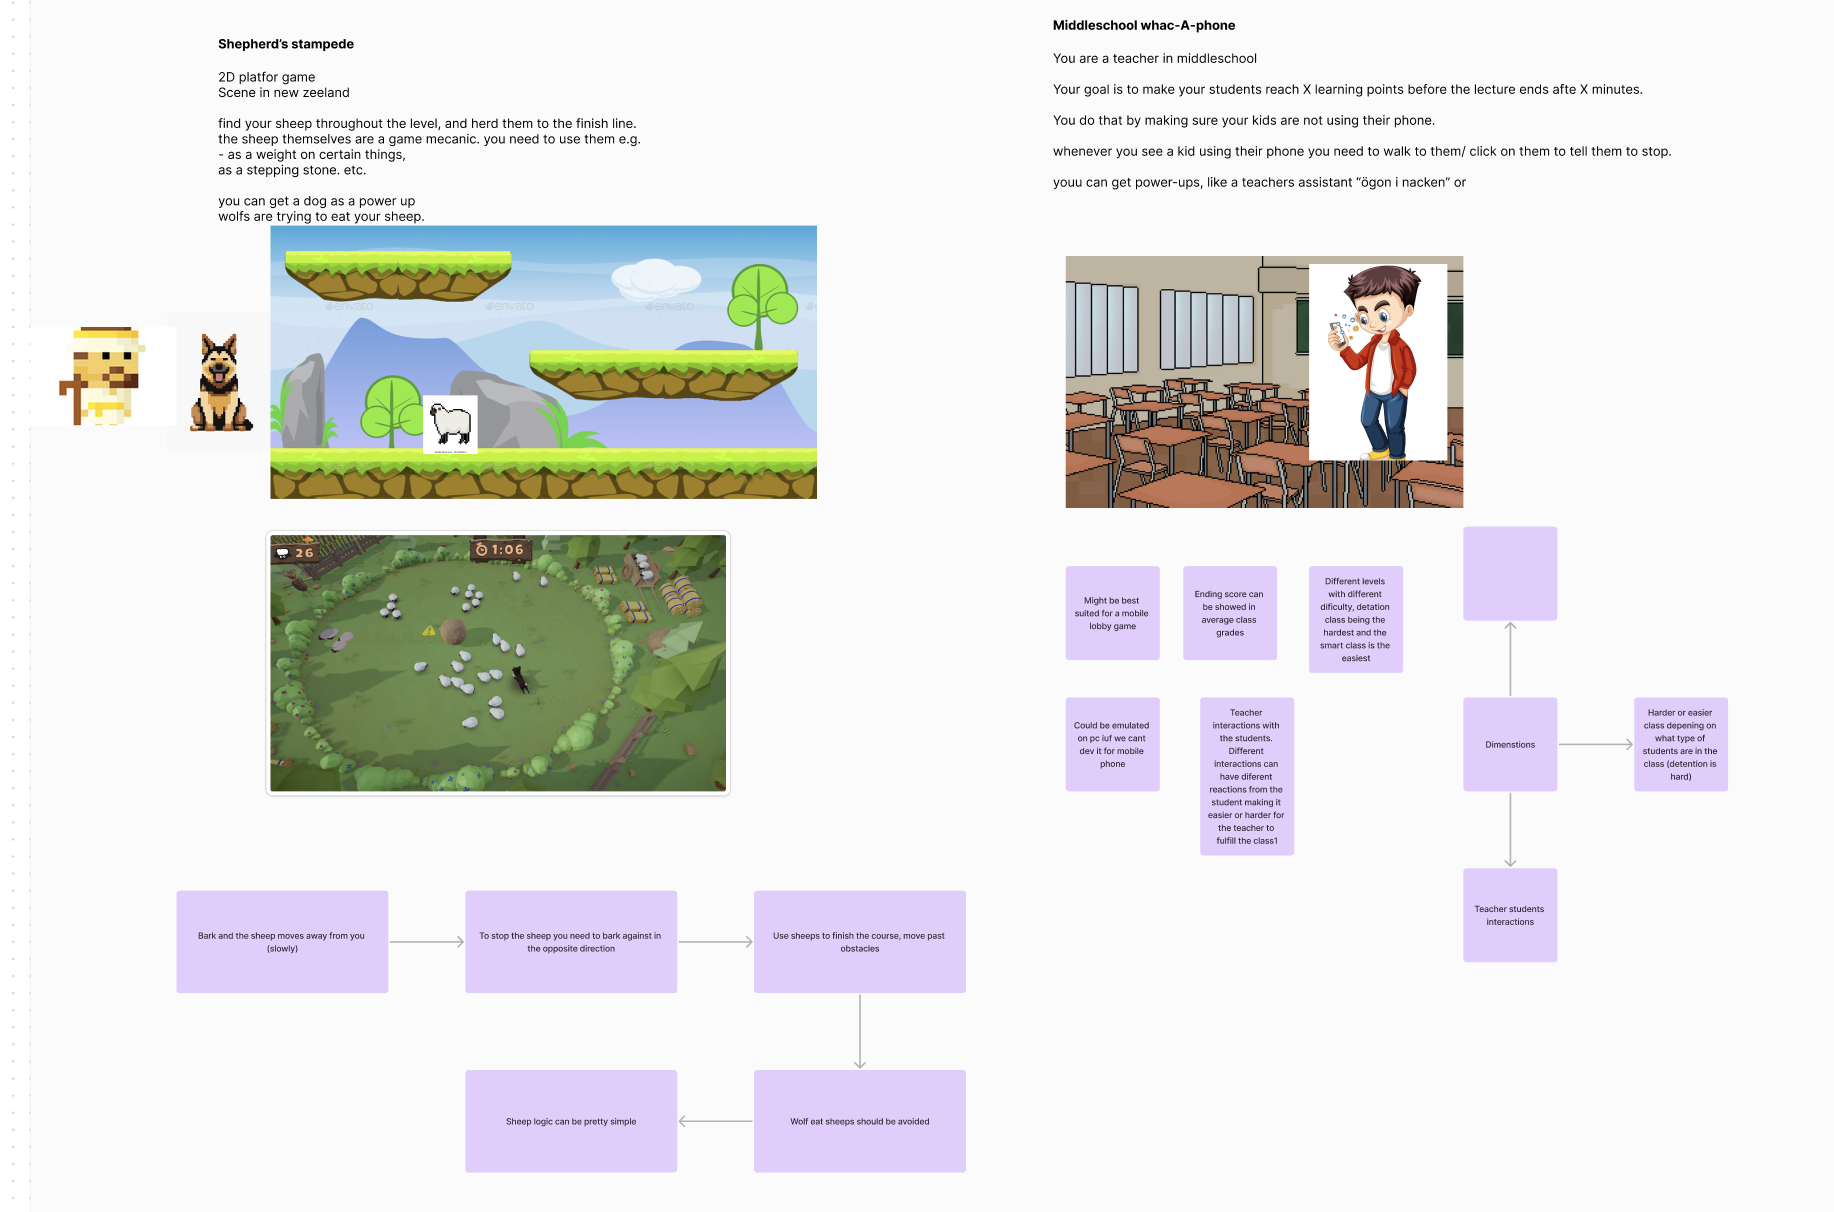 Shepherd's stampede
2D platfor game
Scene in new zeeland
find your sheep throughout the level, and herd them to the finish line.
the sheep themselves are a game mecanic. you need to use them e.g.
- as a weight on certain things,
as a stepping stone. etc.
you can get a dog as a power up
wolfs are trying to eat your sheep.
envato
envato
envato
26
1:06
Bark and the sheep moves away from you
(slowly)
To stop the sheep you need to bark against in
the opposite direction
Use sheeps to finish the course, move past
obstacles
Sheep logic can be pretty simple
Wolf eat sheeps should be avoided
Middleschool whac-A-phone
You are a teacher in middleschool
Your goal is to make your students reach X learning points before the lecture ends afte X minutes.
You do that by making sure your kids are not using their phone.
whenever you see a kid using their phone you need to walk to them/ click on them to tell them to stop.
youu can get power-ups, like a teachers assistant “ögon i nacken” or
Might be best
suited for a mobile
lobby game
Ending score can
be showed in
average class
grades
Different levels
with different
dificulty, detation
class being the
hardest and the
smart class is the
easiest
Could be emulated
on pc iuf we cant
dev it for mobile
phone
Teacher
interactions with
the students.
Different
interactions can
have diferent
reactions from the
student making it
easier or harder for
the teacher to
fulfill the class1
Dimenstions
Harder or easier
class depening on
what type of
students are in the
class (detention is
hard)
Teacher students
interactions